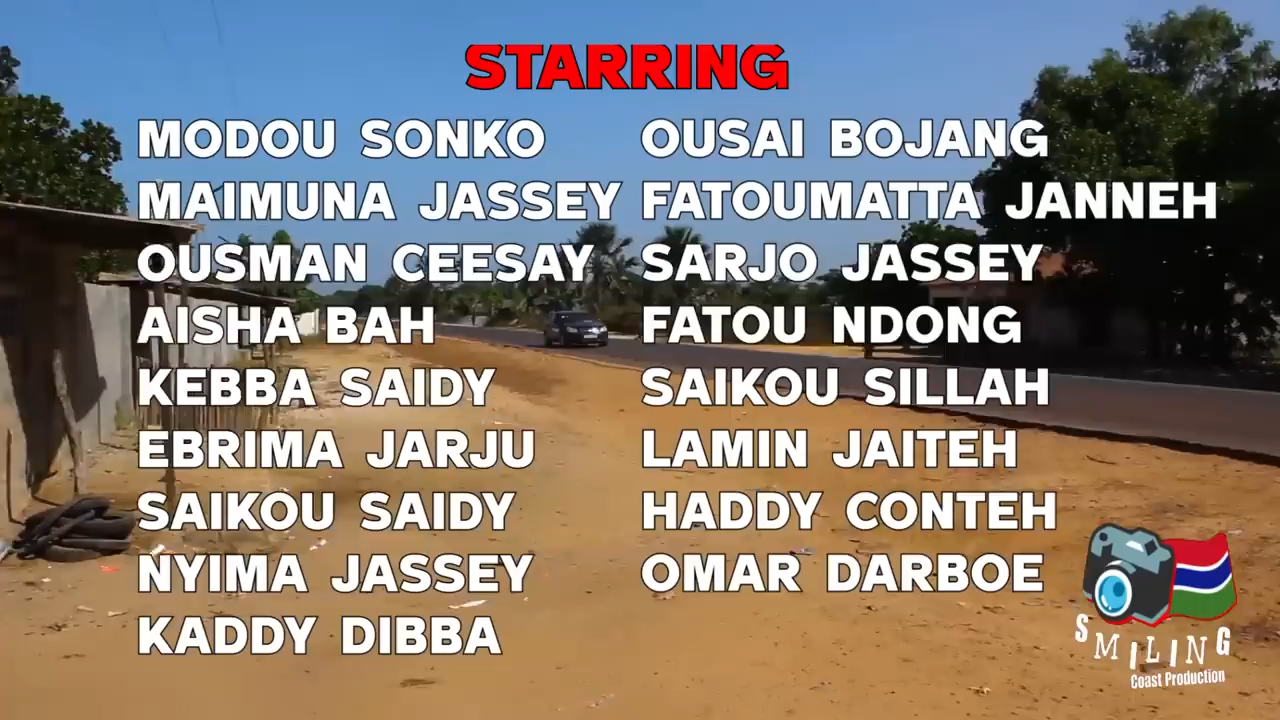 STARRING
MODOU SONKO
MAIMUNA JASSEY
OUSMAN CEESAY
AISHA BAH
KEBBA SAIDY
EBRIMA JARJU
SAIKOU SAIDY
NYIMA JASSEY
KADDY DIBBA
OUSAI BOJANG
FATOUMATTA JANNEH
SARJO JASSEY
FATOU NDONG
SAIKOU SILLAH
LAMIN JAITEH
HADDY CONTEH
OMAR DARBOE
SMILING
Coast Production